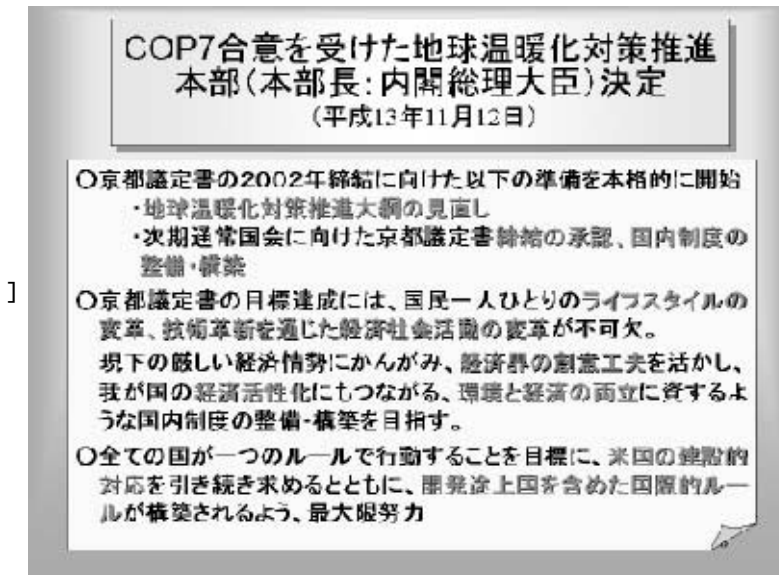 COP7合意を受けた地球温暖化対策推進
本部(本部長:内閣総理大臣)決定
(平成13年11月12日)
〇京都議定書の2002年締結に向けた以下の準備を本格的に開始
・地球温暖化対策推進大綱の見直し
・次期通常国会に向けた京都議定書締結の承認、国内制度の
整備・構築
]
〇京都議定書の目標達成には、国民一人ひとりのライフスタイルの
変革、技術革新を通じた経済社会活動の変革が不可欠。
現下の厳しい経済情勢にかんがみ、経済界の創意工夫を活かし、
我が国の経済活性化にもつながる、環境と経済の両立に資するよ
うな国内制度の整備・構築を目指す。
〇全ての国が一つのルールで行動することを目標に、米国の建設的
対応を引き続き求めるとともに、開発途上国を含めた国際的ルー
ルが構築されるよう、最大限努力